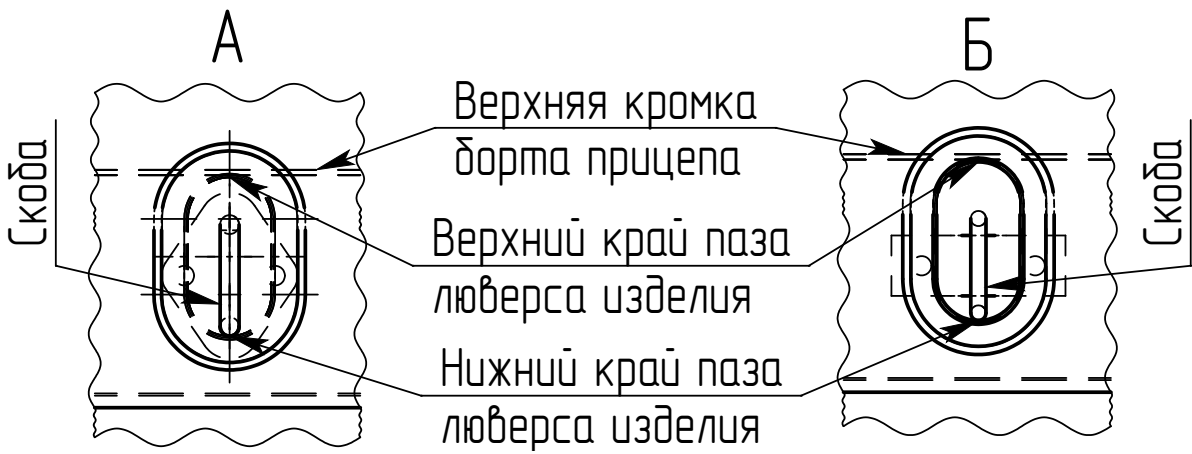 А
Б
Верхняя кромка
борта прицепа
Скоба
Скоба
Верхний край паза
люверса изделия
Нижний край паза
люверса изделия